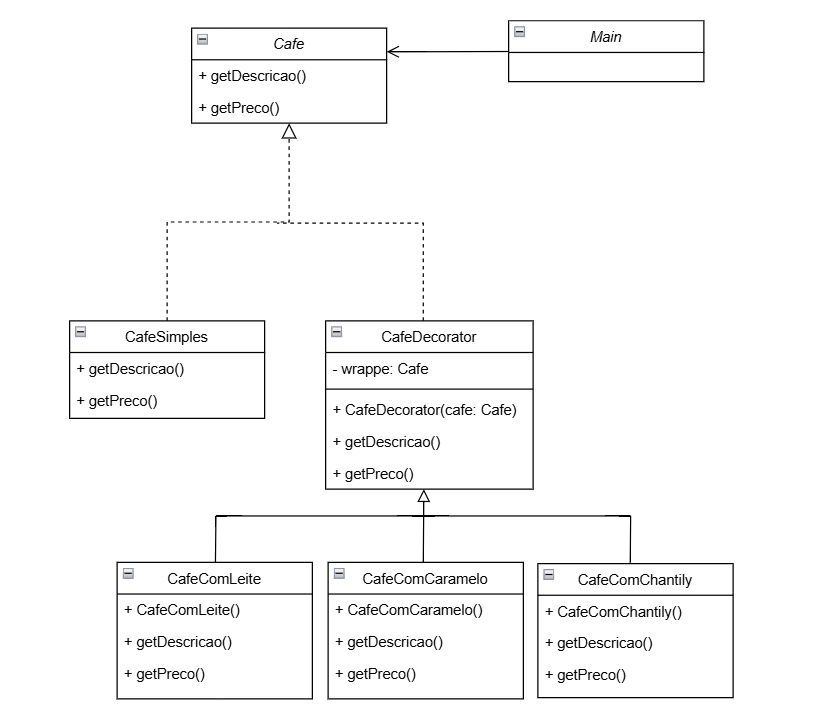 Cafe
+ getDescricao()
+ getPreco()
Main
CafeSimples
+ getDescricao()
+ getPreco()
CafeDecorator
- wrappe: Cafe
+ CafeDecorator(cafe: Cafe)
+ getDescricao()
+ getPreco()
CafeComLeite
+ CafeComLeite()
+ getDescricao()
+ getPreco()
CafeComCaramelo
+ CafeComCaramelo()
+ getDescricao()
+ getPreco()
CafeComChantily
+ CafeComChantily()
+ getDescricao()
+ getPreco()